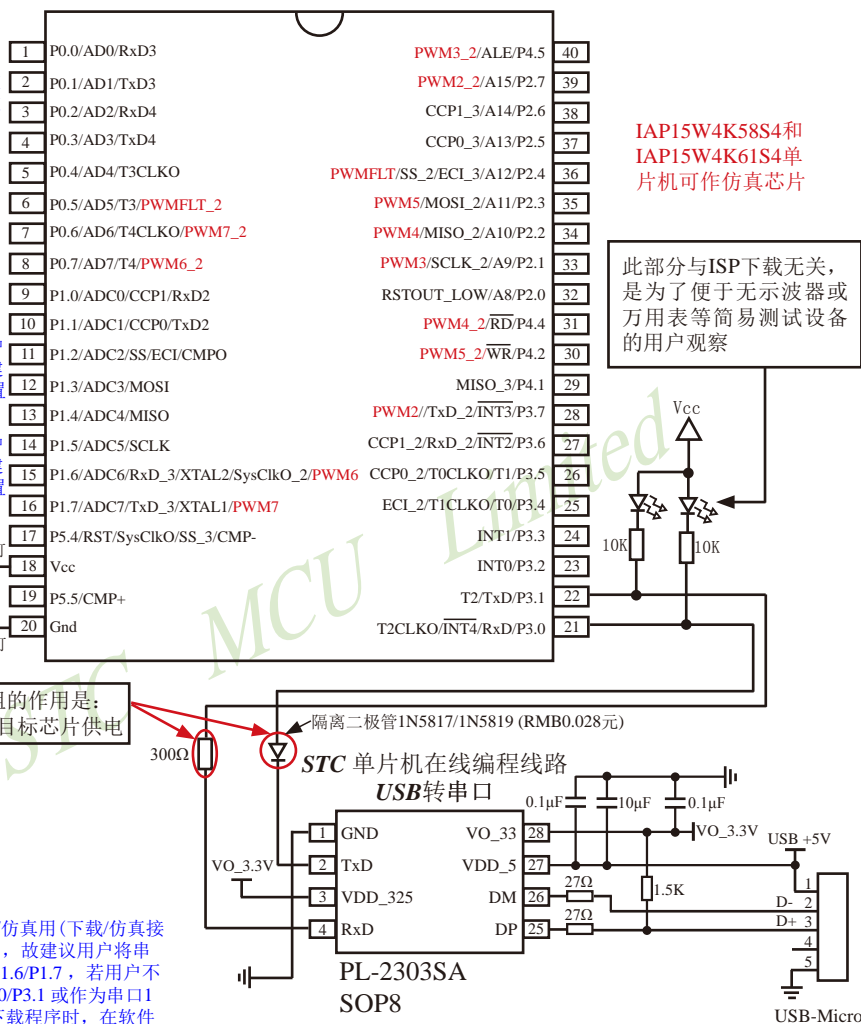 1 P0.0/AD0/RxD3
2 P0.1/AD1/TxD3
3 P0.2/AD2/RxD4
4 P0.3/AD3/TxD4
5 P0.4/AD4/T3CLKO
6 P0.5/AD5/T3/PWMFLT_2
7 P0.6/AD6/T4CLKO/PWM7_2
8 P0.7/AD7/T4/PWM6_2
9 P1.0/ADC0/CCP1/RxD2
10 P1.1/ADC1/CCP0/TxD2
11 P1.2/ADC2/SS/ECI/CMPO
12 P1.3/ADC3/MOSI
13 P1.4/ADC4/MISO
14 P1.5/ADC5/SCLK
15 P1.6/ADC6/RxD_3/XTAL2/SysClkO_2/PWM6
16 P1.7/ADC7/TxD_3/XTAL1/PWM7
17 P5.4/RST/SysClkO/SS_3/CMP-
18 Vcc
19 P5.5/CMP+
20 Gnd
PWM3_2/ALE/P4.5 40
PWM2_2/A15/P2.7 39
CCP1_3/A14/P2.6 38
CCP0_3/A13/P2.5 37
PWMFLT/SS_2/ECI_3/A12/P2.4 36
PWM5/MOSI_2/A11/P2.3 35
PWM4/MISO_2/A10/P2.2 34
PWM3/SCLK_2/A9/P2.1 33
RSTOUT_LOW/A8/P2.0 32
PWM4_2/RD/P4.4 31
PWM5_2/WR/P4.2 30
MISO_3/P4.1 29
PWM2//TxD_2/INT3/P3.7 28
CCP1_2/RxD_2/INT2/P3.6 27
CCP0_2/T0CLKO/T1/P3.5 26
ECI_2/T1CLKO/T0/P3.4 25
INT1/P3.3 24
INT0/P3.2 23
T2/TxD/P3.1 22
T2CLKO/INT4/RxD/P3.0 21
IAP15W4K58S4和
IAP15W4K61S4单
片机可作仿真芯片
此部分与ISP下载无关,
是为了便于无示波器或
万用表等简易测试设备
的用户观察
Vcc
10K
10K
STC MCU Limited
的作用是:
目标芯片供电
300Ω
隔离二极管1N5817/1N5819 (RMB0.028元)
STC 单片机在线编程线路
USB转串口
1 GND
2 TxD
3 VDD_325
4 RxD
VO_33 28
VDD_5 27
DM 26
DP 25
VO_3.3V
PL-2303SA
SOP8
0.1μF
10μF
0.1μF
VO_3.3V
USB +5V
27Ω
27Ω
1.5K
D-
D+
1
2
3
4
5
USB-Micro
仿真用(下载/仿真接
,故建议用户将串
1.6/P1.7 ,若用户不
0/P3.1 或作为串口1
下载程序时,在软件